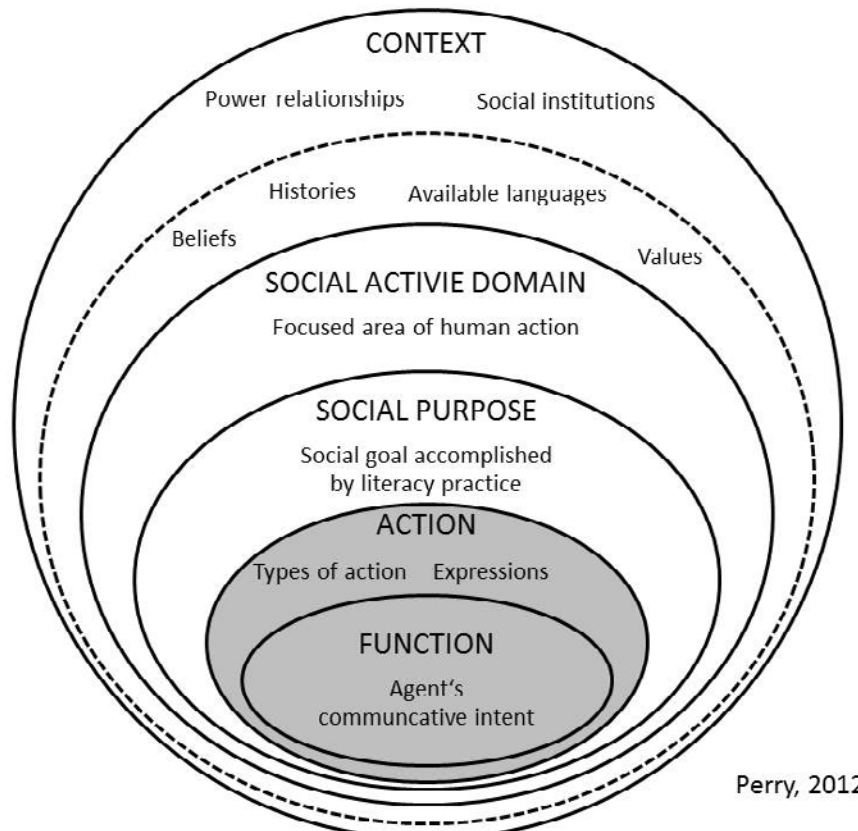 CONTEXT
Power relationships Social institutions
Histories Available languages
Beliefs Values
SOCIAL ACTIVIE DOMAIN
Focused area of human action
SOCIAL PURPOSE
Social goal accomplished
by literacy practice
ACTION
Types of action Expressions
FUNCTION
Agent‘s
communcative intent
Perry, 2012